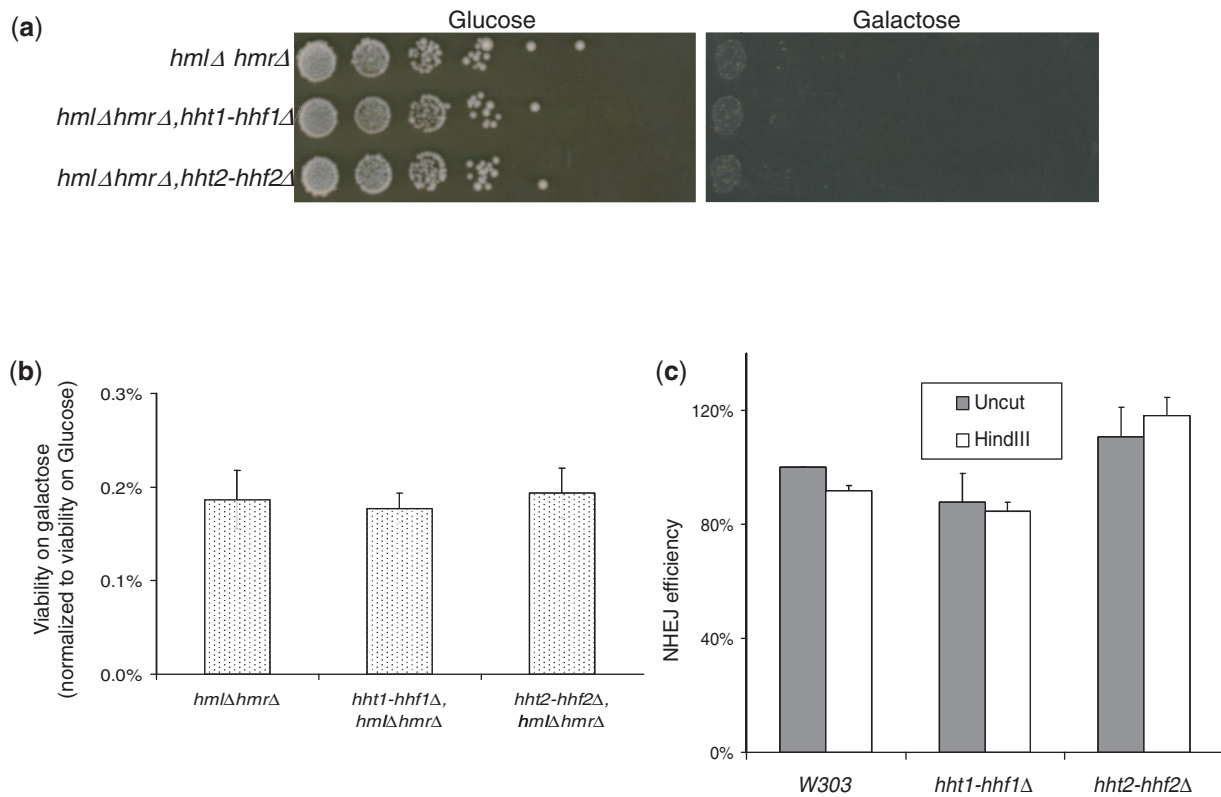 (a)
Glucose
Galactose
hmlΔ hmrΔ
hmlΔhmrΔ,hht1-hhf1Δ
hmlΔhmrΔ,hht2-hhf2Δ
(b)
Viability on galactose
(normalized to viability on Glucose)
0.3%
0.2%
0.1%
0.0%
hmlΔhmrΔ
hht1-hhf1Δ,
hmlΔhmrΔ
hht2-hhf2Δ,
hmlΔhmrΔ
(c)
NHEJ efficiency
120%
80%
40%
0%
Uncut
HindIII
W303
hht1-hhf1Δ
hht2-hhf2Δ